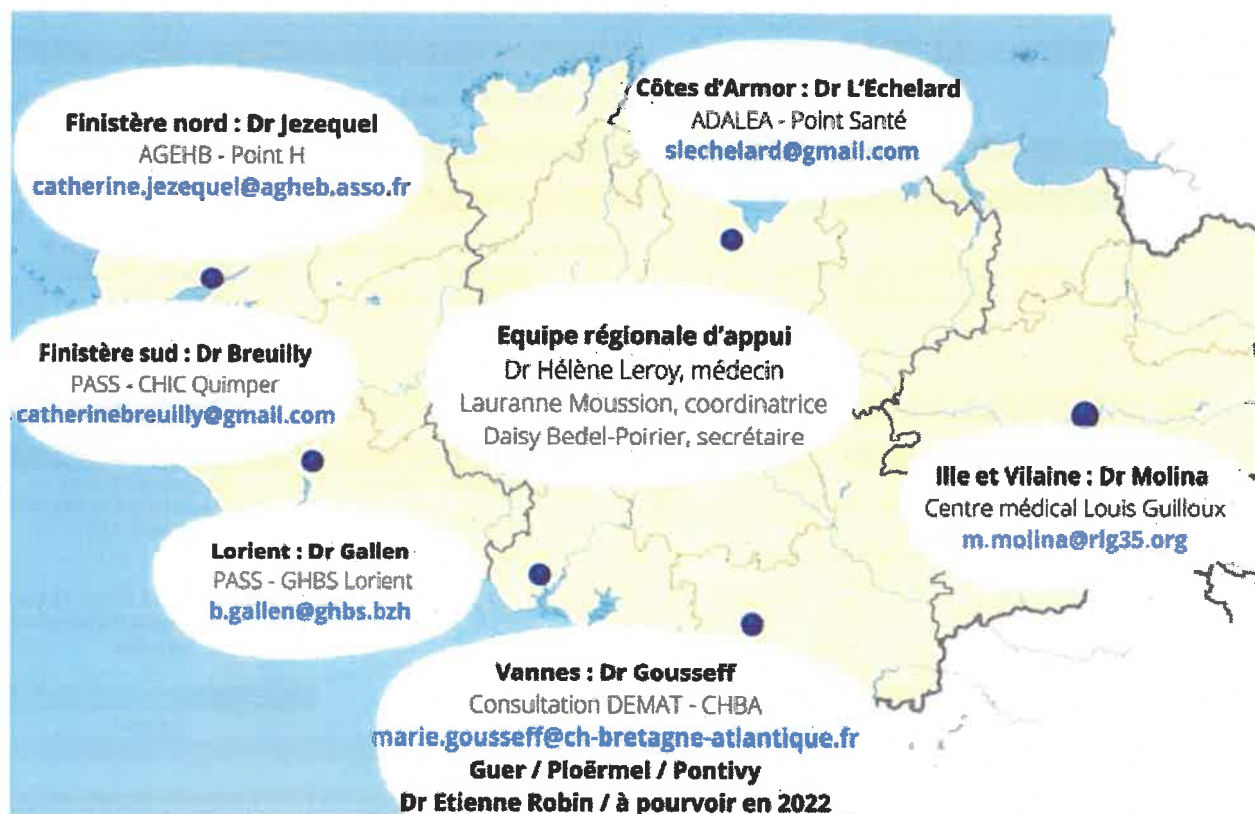 Finistère nord : Dr Jezequel
AGEHB - Point H
catherine.jezequel@agheb.asso.fr
Côtes d'Armor : Dr L'Echelard
ADALEA - Point Santé
slechelard@gmail.com
Finistère sud : Dr Breuilly
PASS - CHIC Quimper
catherinebreuilly@gmail.com
Equipe régionale d'appui
Dr Hélène Leroy, médecin
Lauranne Moussion, coordinatrice
Daisy Bedel-Poirier, secrétaire
Ille et Vilaine : Dr Molina
Centre médical Louis Guilloux
m.molina@rlg35.org
Lorient : Dr Gallen
PASS - GHBS Lorient
b.gallen@ghbs.bzh
Vannes : Dr Gousseff
Consultation DEMAT - CHBA
marie.gousseff@ch-bretagne-atlantique.fr
Guer / Ploërmel / Pontivy
Dr Etienne Robin / à pourvoir en 2022